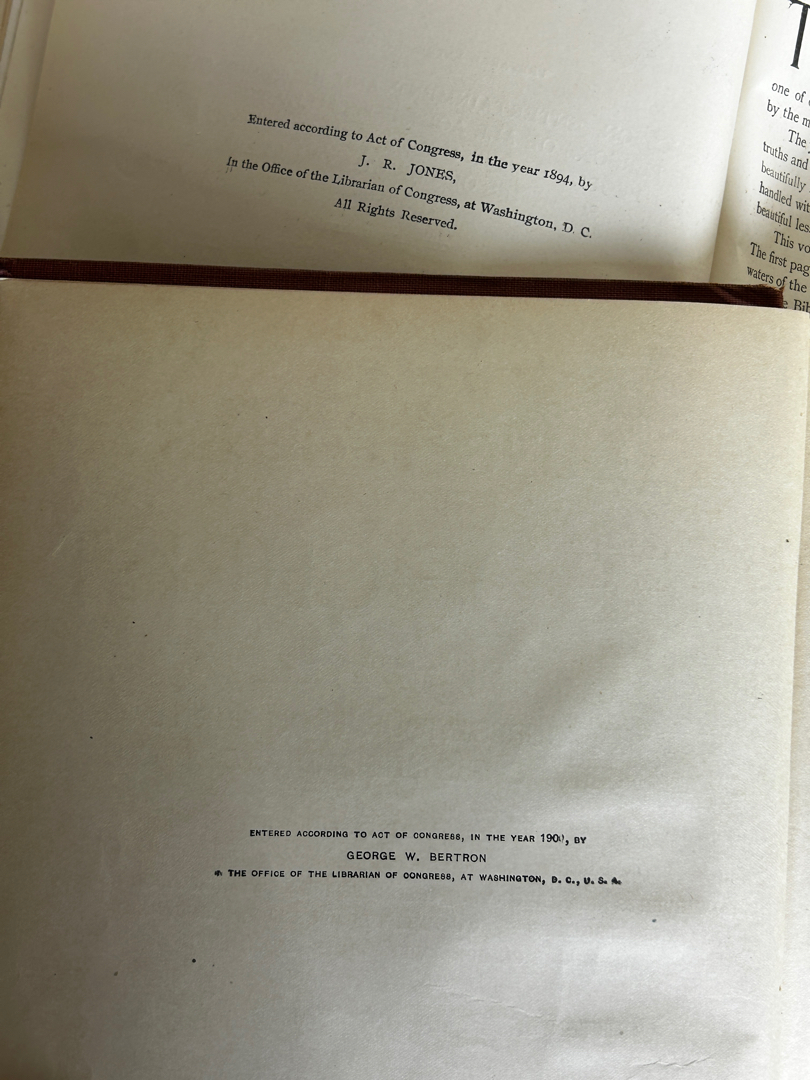 Entered according to Act of Congress, in the year 1894, by
J. R. JONES,
In the Office of the Librarian of Congress, at Washington, D. C.
All Rights Reserved.
T
one of
by the m
The
truths and
beautifully
handled wit
beautiful les
This vo
The first pag
waters of the
e Bib
ENTERED ACCORDING TO ACT OF CONGRESS, IN THE YEAR 1900, BY
GEORGE W. BERTRON
THE OFFICE OF THE LIBRARIAN OF CONGRESS, AT WASHINGTON, D. C., U. S. A.